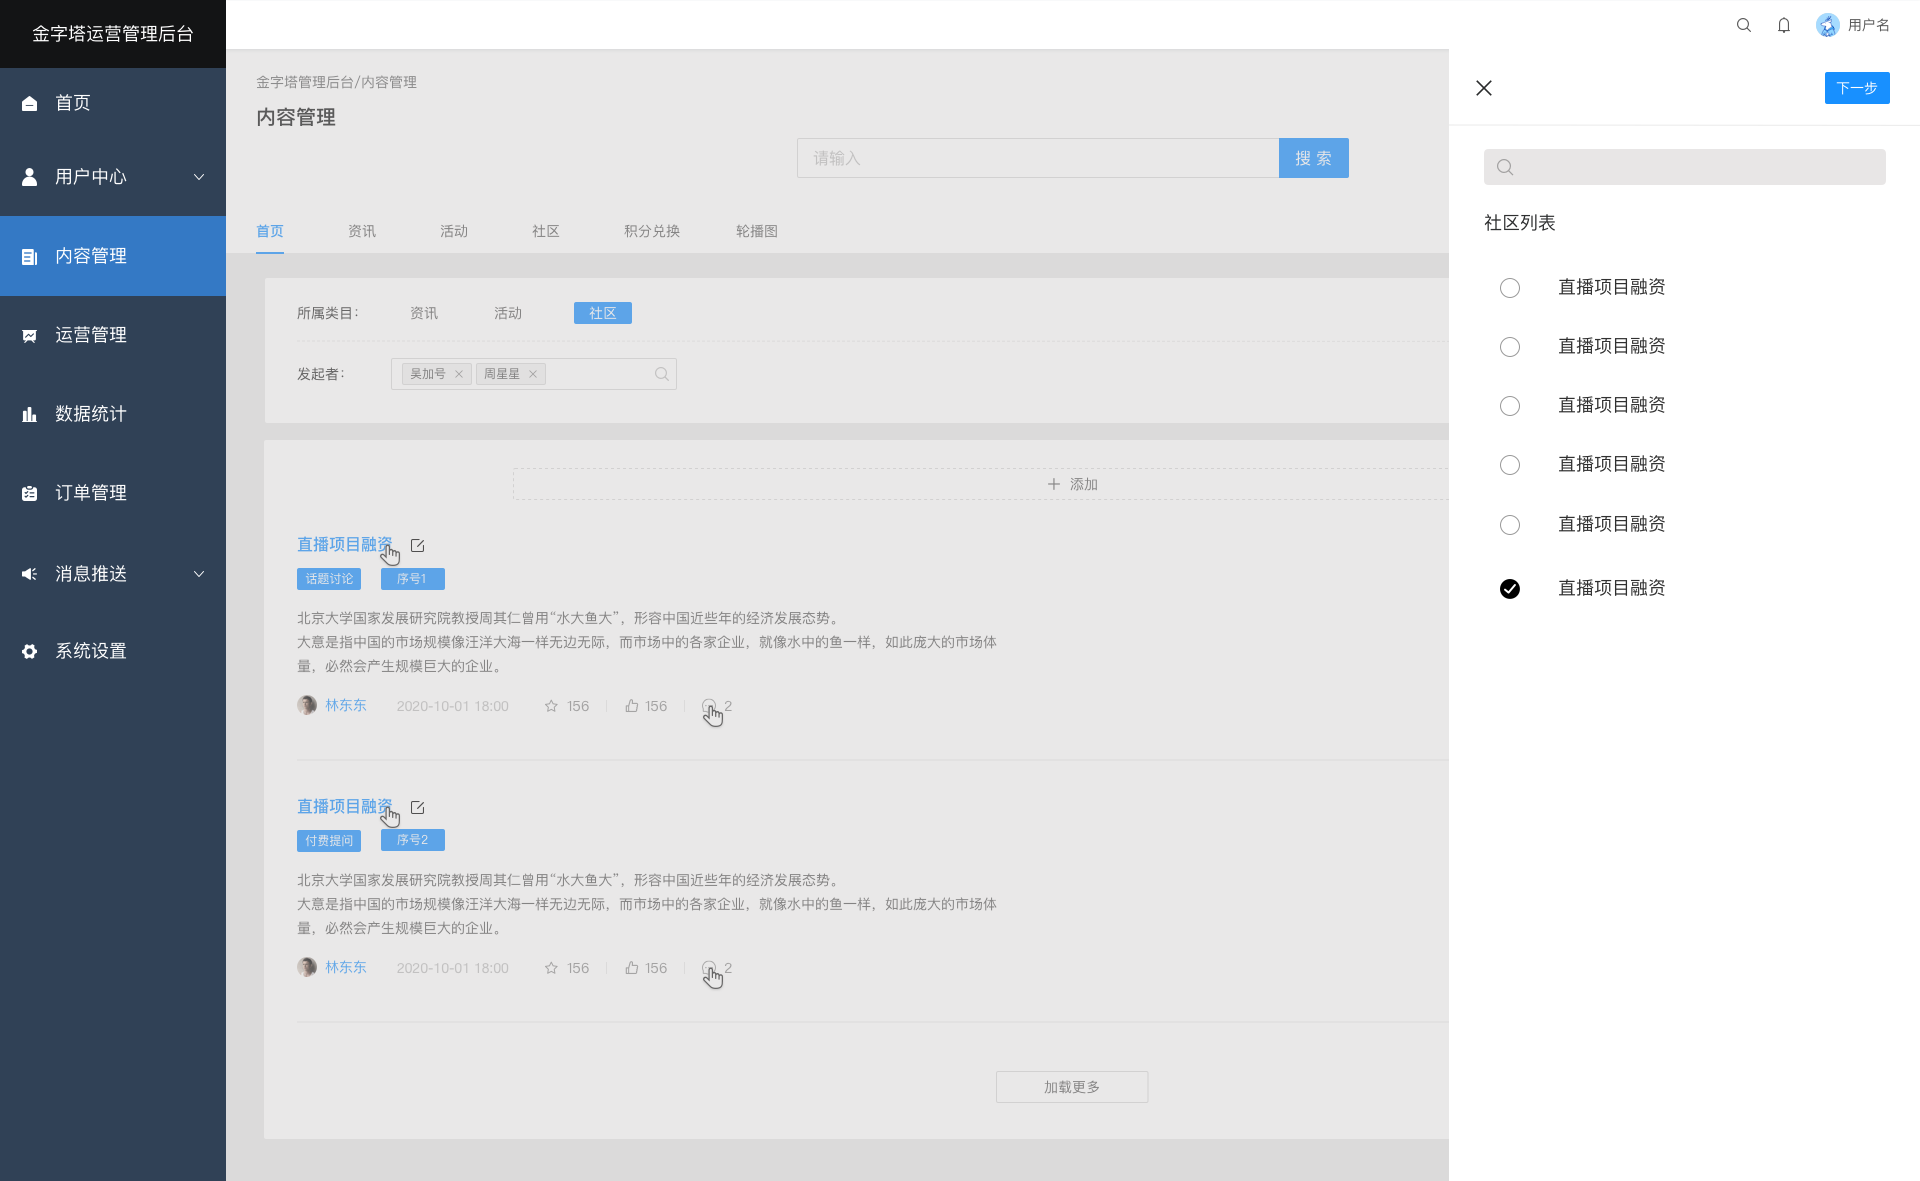 金字塔运营管理后台
首页
用户中心
内容管理
运营管理
数据统计
订单管理
消息推送
系统设置
用户名
金字塔管理后台/内容管理
内容管理
请输入
搜 索
首页 资讯 活动 社区 积分兑换 轮播图
所属类目: 资讯 活动 社区
发起者: 吴加号 周星星
添加
直播项目融资
话题讨论 序号1
北京大学国家发展研究院教授周其仁曾用“水大鱼大”，形容中国近些年的经济发展态势。
大意是指中国的市场规模像汪洋大海一样无边无际，而市场中的各家企业，就像水中的鱼一样，如此庞大的市场体
量，必然会产生规模巨大的企业。
林东东 2020-10-01 18:00 156 156 2
直播项目融资
付费提问 序号2
北京大学国家发展研究院教授周其仁曾用“水大鱼大”，形容中国近些年的经济发展态势。
大意是指中国的市场规模像汪洋大海一样无边无际，而市场中的各家企业，就像水中的鱼一样，如此庞大的市场体
量，必然会产生规模巨大的企业。
林东东 2020-10-01 18:00 156 156 2
加载更多
下一步
社区列表
直播项目融资
直播项目融资
直播项目融资
直播项目融资
直播项目融资
直播项目融资